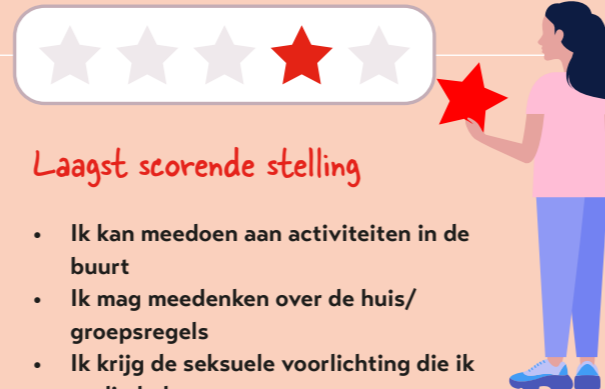 Laagst scorende stelling
• Ik kan meedoen aan activiteiten in de
buurt
• Ik mag meedenken over de huis/
groepsregels
• Ik krijg de seksuele voorlichting die ik